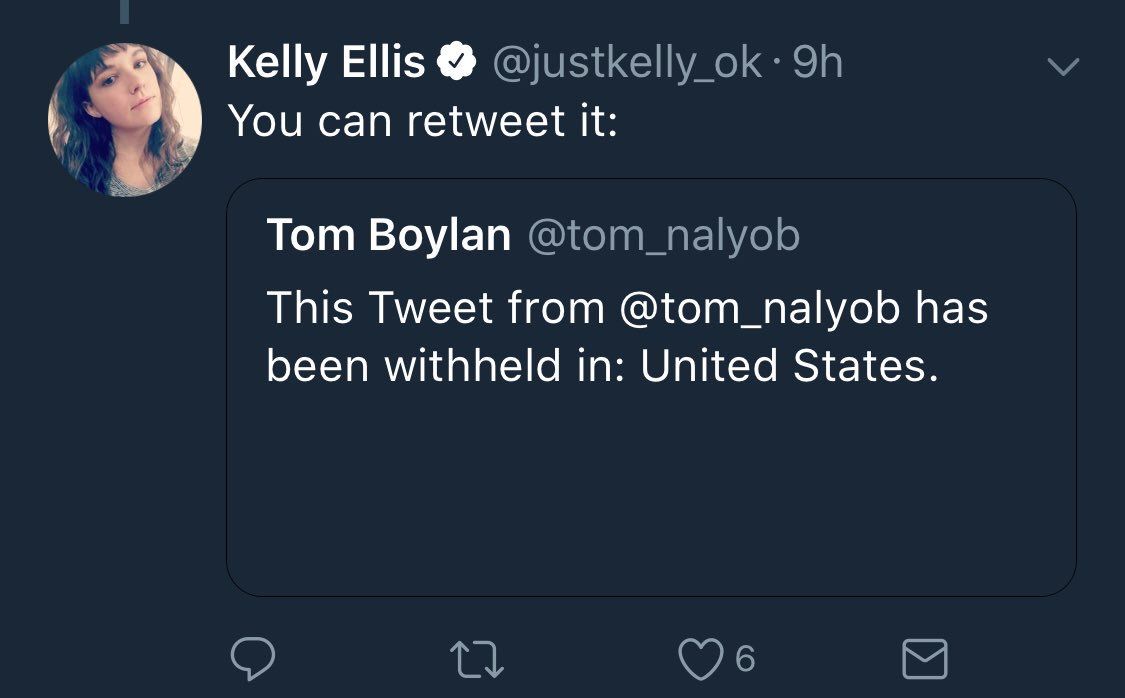 Kelly Ellis @justkelly_ok · 9h
You can retweet it:
Tom Boylan @tom_nalyob
This Tweet from @tom_nalyob has
been withheld in: United States.
6